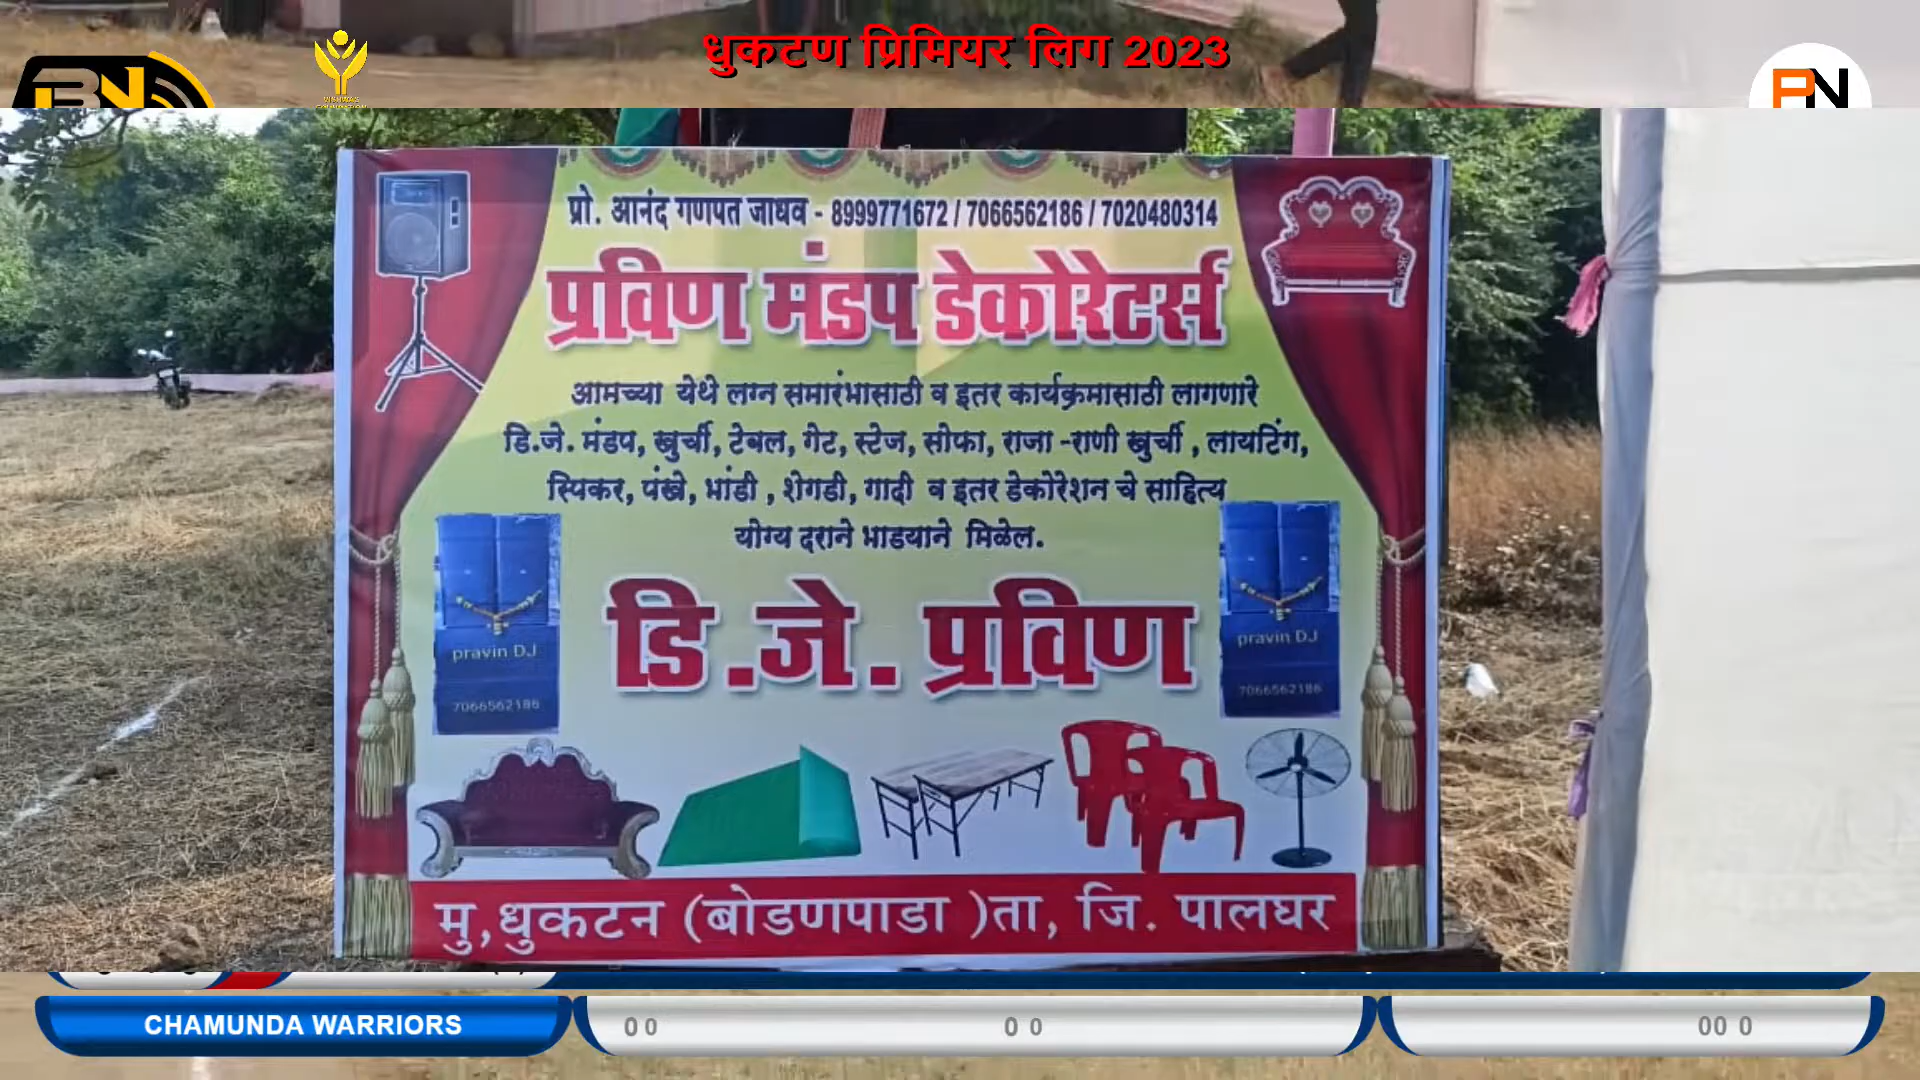 धुकटण प्रिमियर लिग 2023
BN
PN
प्रो. आनंद गणपत जाधव - 8999771672 / 7066562186 / 7020480314
प्रविण मंडप डेकोरेटर्स
आमच्या येथे लग्न समारंभासाठी व इतर कार्यक्रमासाठी लागणारे
डि.जे. मंडप, खुर्ची, टेबल, गेट, स्टेज, सोफा, राजा -राणी खुर्ची , लायटिंग,
स्पिकर, पंखे, भांडी , शेगडी, गादी व इतर डेकोरेशन चे साहित्य
योग्य दराने भाडयाने मिळेल.
डि .जे. प्रविण
pravin DJ
7066562186
pravin DJ
7066562186
मु,धुकटन (बोडणपाडा )ता, जि. पालघर
CHAMUNDA WARRIORS
0 0
0 0
00 0